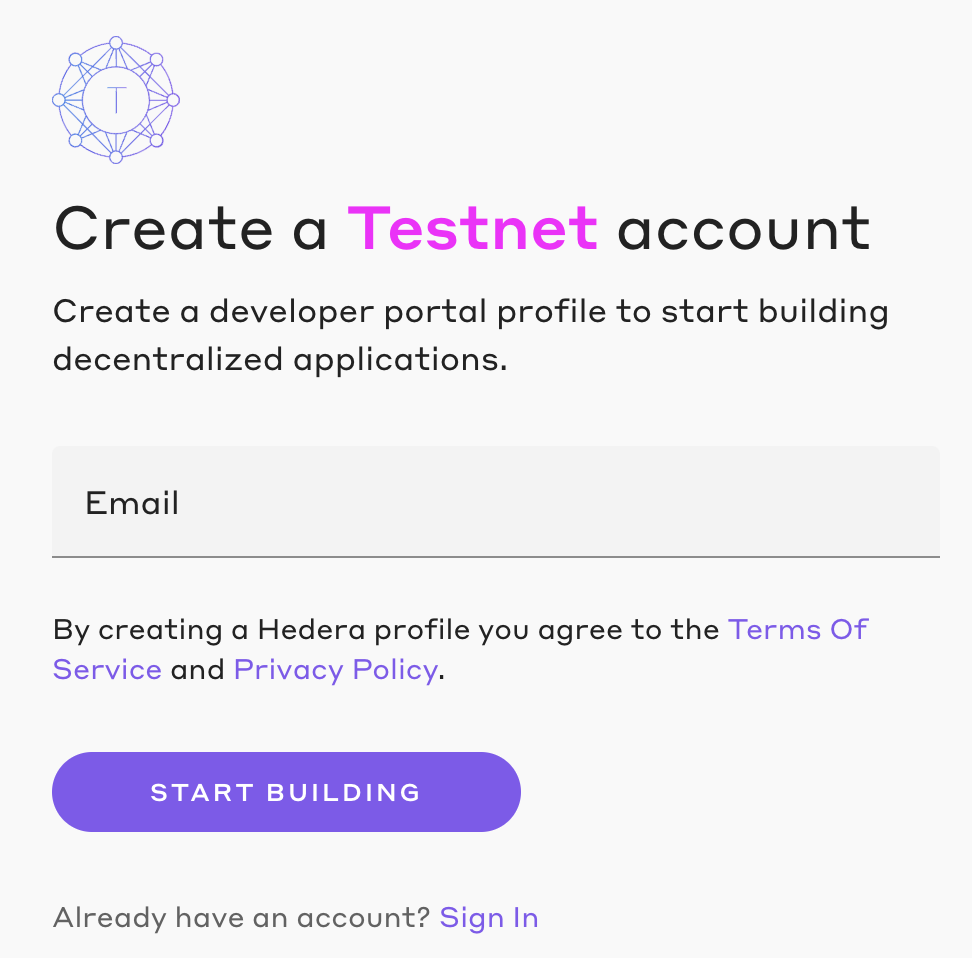 T
Create a Testnet account
Create a developer portal profile to start building
decentralized applications.
Email
By creating a Hedera profile you agree to the Terms Of
Service and Privacy Policy.
START BUILDING
Already have an account? Sign In